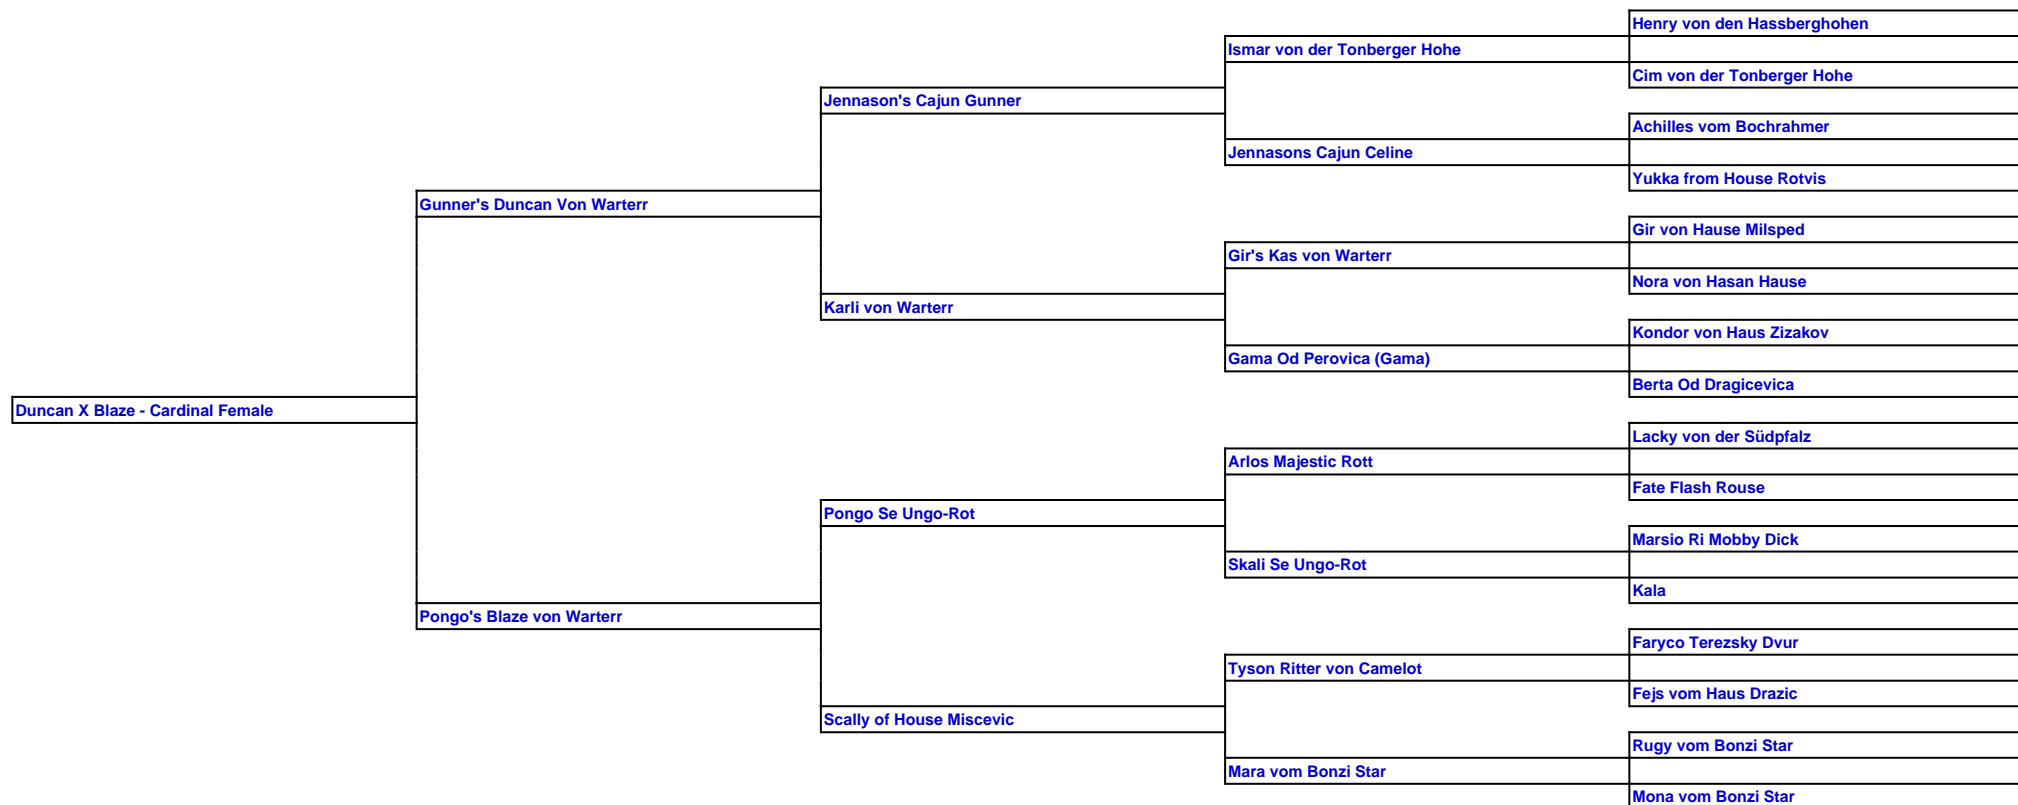 Henry von den Hassberghohen
Ismar von der Tonberger Hohe
Cim von der Tonberger Hohe
Jennason's Cajun Gunner
Achilles vom Bochrahmer
Jennasons Cajun Celine
Yukka from House Rotvis
Gunner's Duncan Von Warterr
Gir von Hause Milsped
Gir's Kas von Warterr
Nora von Hasan Hause
Karli von Warterr
Kondor von Haus Zizakov
Gama Od Perovica (Gama)
Berta Od Dragicevica
Duncan X Blaze - Cardinal Female
Lacky von der Südpfalz
Arlos Majestic Rott
Fate Flash Rouse
Pongo Se Ungo-Rot
Marsio Ri Mobby Dick
Skali Se Ungo-Rot
Kala
Pongo's Blaze von Warterr
Faryco Terezsky Dvur
Tyson Ritter von Camelot
Fejs vom Haus Drazic
Scally of House Miscevic
Rugy vom Bonzi Star
Mara vom Bonzi Star
Mona vom Bonzi Star